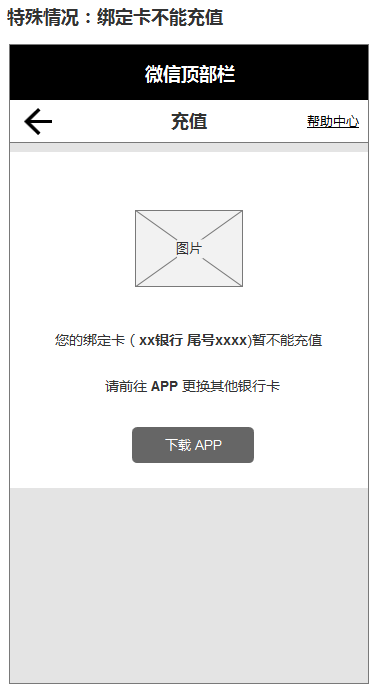 特殊情况：绑定卡不能充值
微信顶部栏
充值
帮助中心
图片
您的绑定卡（xx银行 尾号xxxx)暂不能充值
请前往 APP 更换其他银行卡
下载 APP